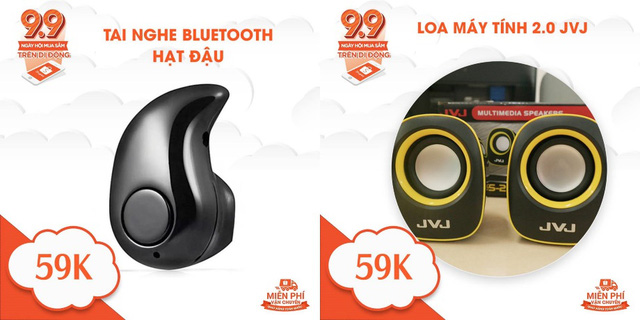 9.9
NGÀY HỘI MUA SẮM
TRÊN DI ĐỘNG
TAI NGHE BLUETOOTH
HẠT ĐẬU
59K
MIỄN PHÍ
VẬN CHUYỂN
9.9
NGÀY HỘI MUA SẮM
TRÊN DI ĐỘNG
LOA MÁY TÍNH 2.0 JVJ
JVJ
MULTIMEDIA SPEAKERS
JVJ
JVJ
59K
MIỄN PHÍ
VẬN CHUYỂN